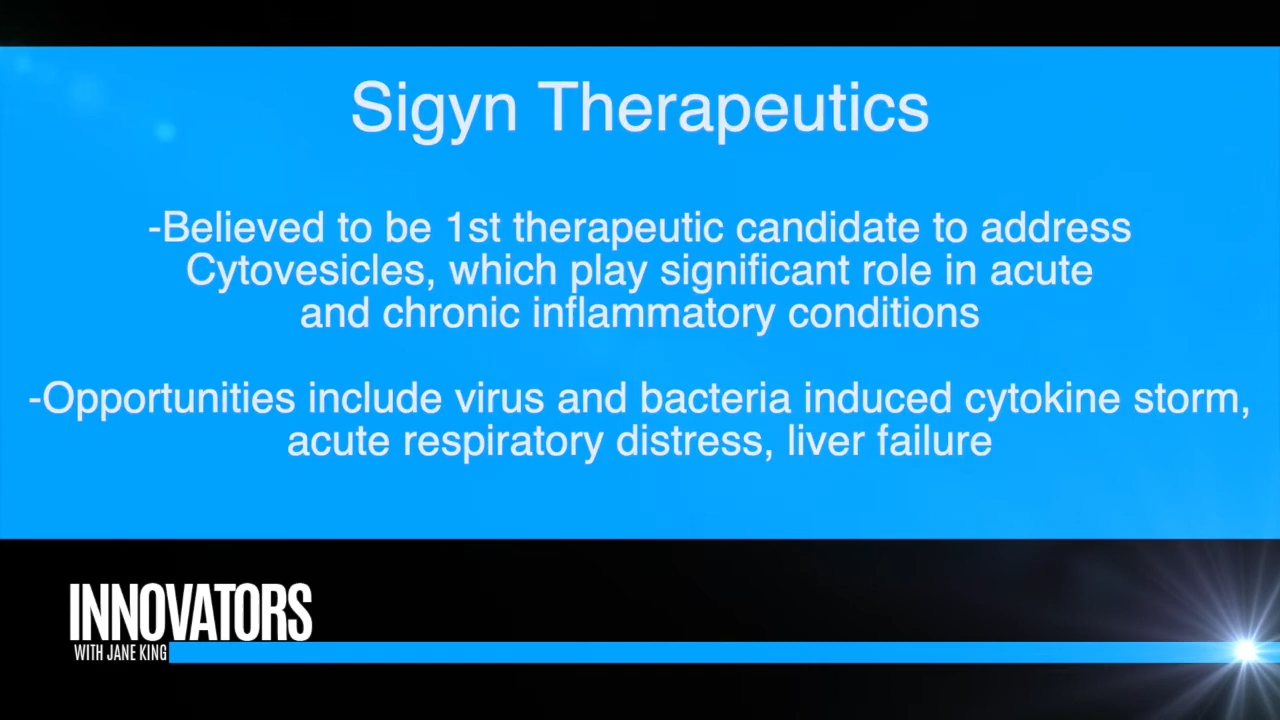 Sigyn Therapeutics
-Believed to be 1st therapeutic candidate to address
Cytovesicles, which play significant role in acute
and chronic inflammatory conditions
-Opportunities include virus and bacteria induced cytokine storm,
acute respiratory distress, liver failure
INNOVATORS
WITH JANE KING